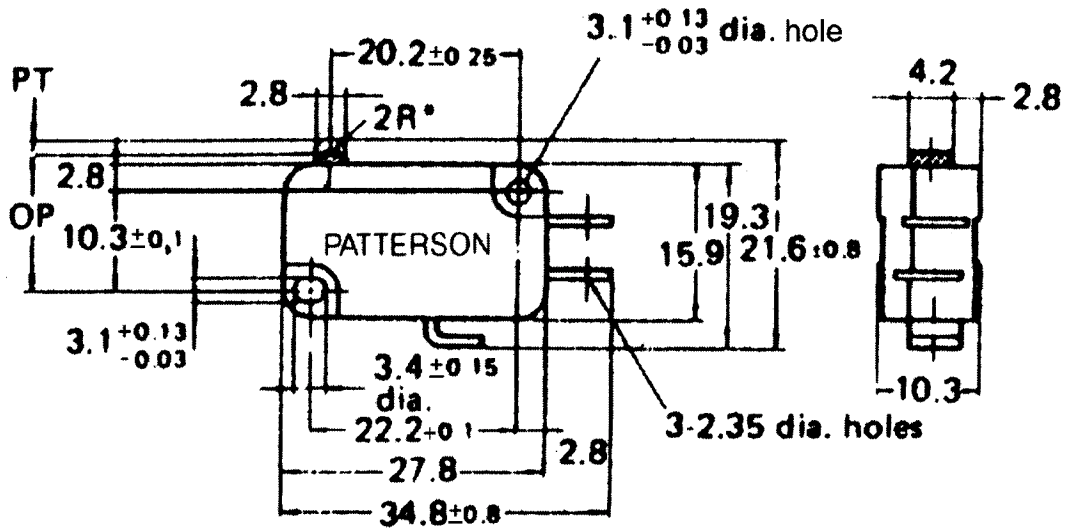 3.1 +0.13 -0.03 dia. hole
20.2±0.25
PT
2.8
2R*
4.2
2.8
2.8
OP
10.3±0,1
PATTERSON
19.3
15.9
21.6±0.8
3.1 +0.13 -0.03
3.4±0.15
dia.
10.3
22.2+0.1
3-2.35 dia. holes
2.8
27.8
34.8±0.8